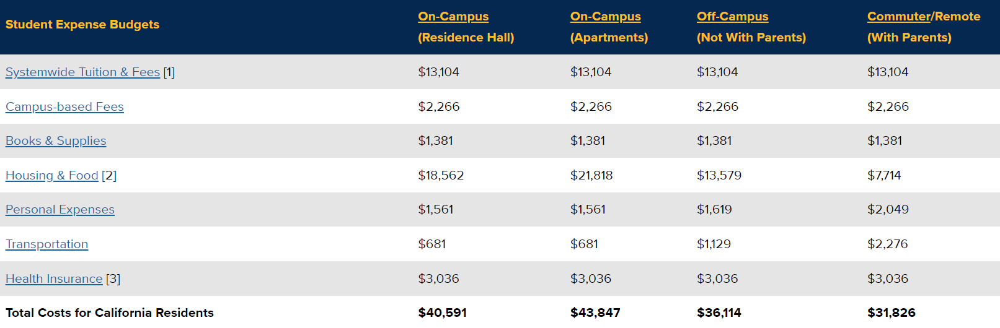 Student Expense Budgets On-Campus (Residence Hall) On-Campus (Apartments) Off-Campus (Not With Parents) Commuter/Remote (With Parents)
Systemwide Tuition & Fees [1] $13,104 $13,104 $13,104 $13,104
Campus-based Fees $2,266 $2,266 $2,266 $2,266
Books & Supplies $1,381 $1,381 $1,381 $1,381
Housing & Food [2] $18,562 $21,818 $13,579 $7,714
Personal Expenses $1,561 $1,561 $1,619 $2,049
Transportation $681 $681 $1,129 $2,276
Health Insurance [3] $3,036 $3,036 $3,036 $3,036
Total Costs for California Residents $40,591 $43,847 $36,114 $31,826